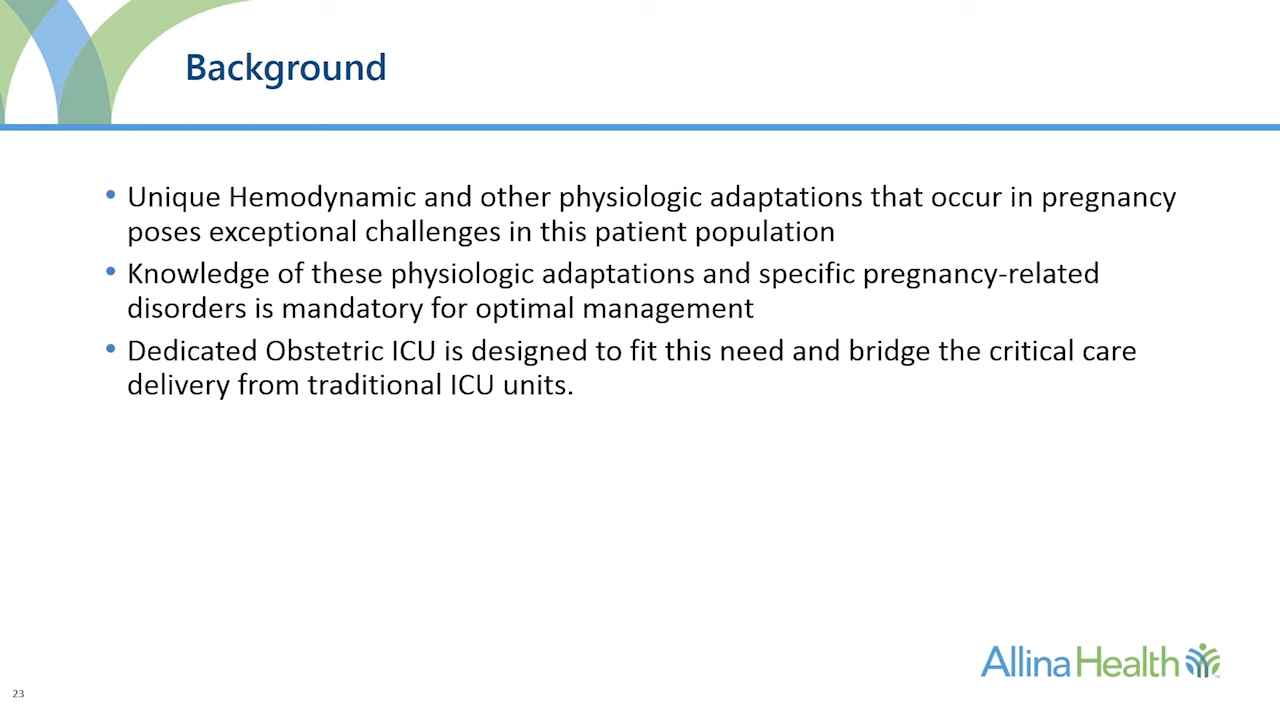 Background
• Unique Hemodynamic and other physiologic adaptations that occur in pregnancy
poses exceptional challenges in this patient population
• Knowledge of these physiologic adaptations and specific pregnancy-related
disorders is mandatory for optimal management
• Dedicated Obstetric ICU is designed to fit this need and bridge the critical care
delivery from traditional ICU units.
Allina Health
23